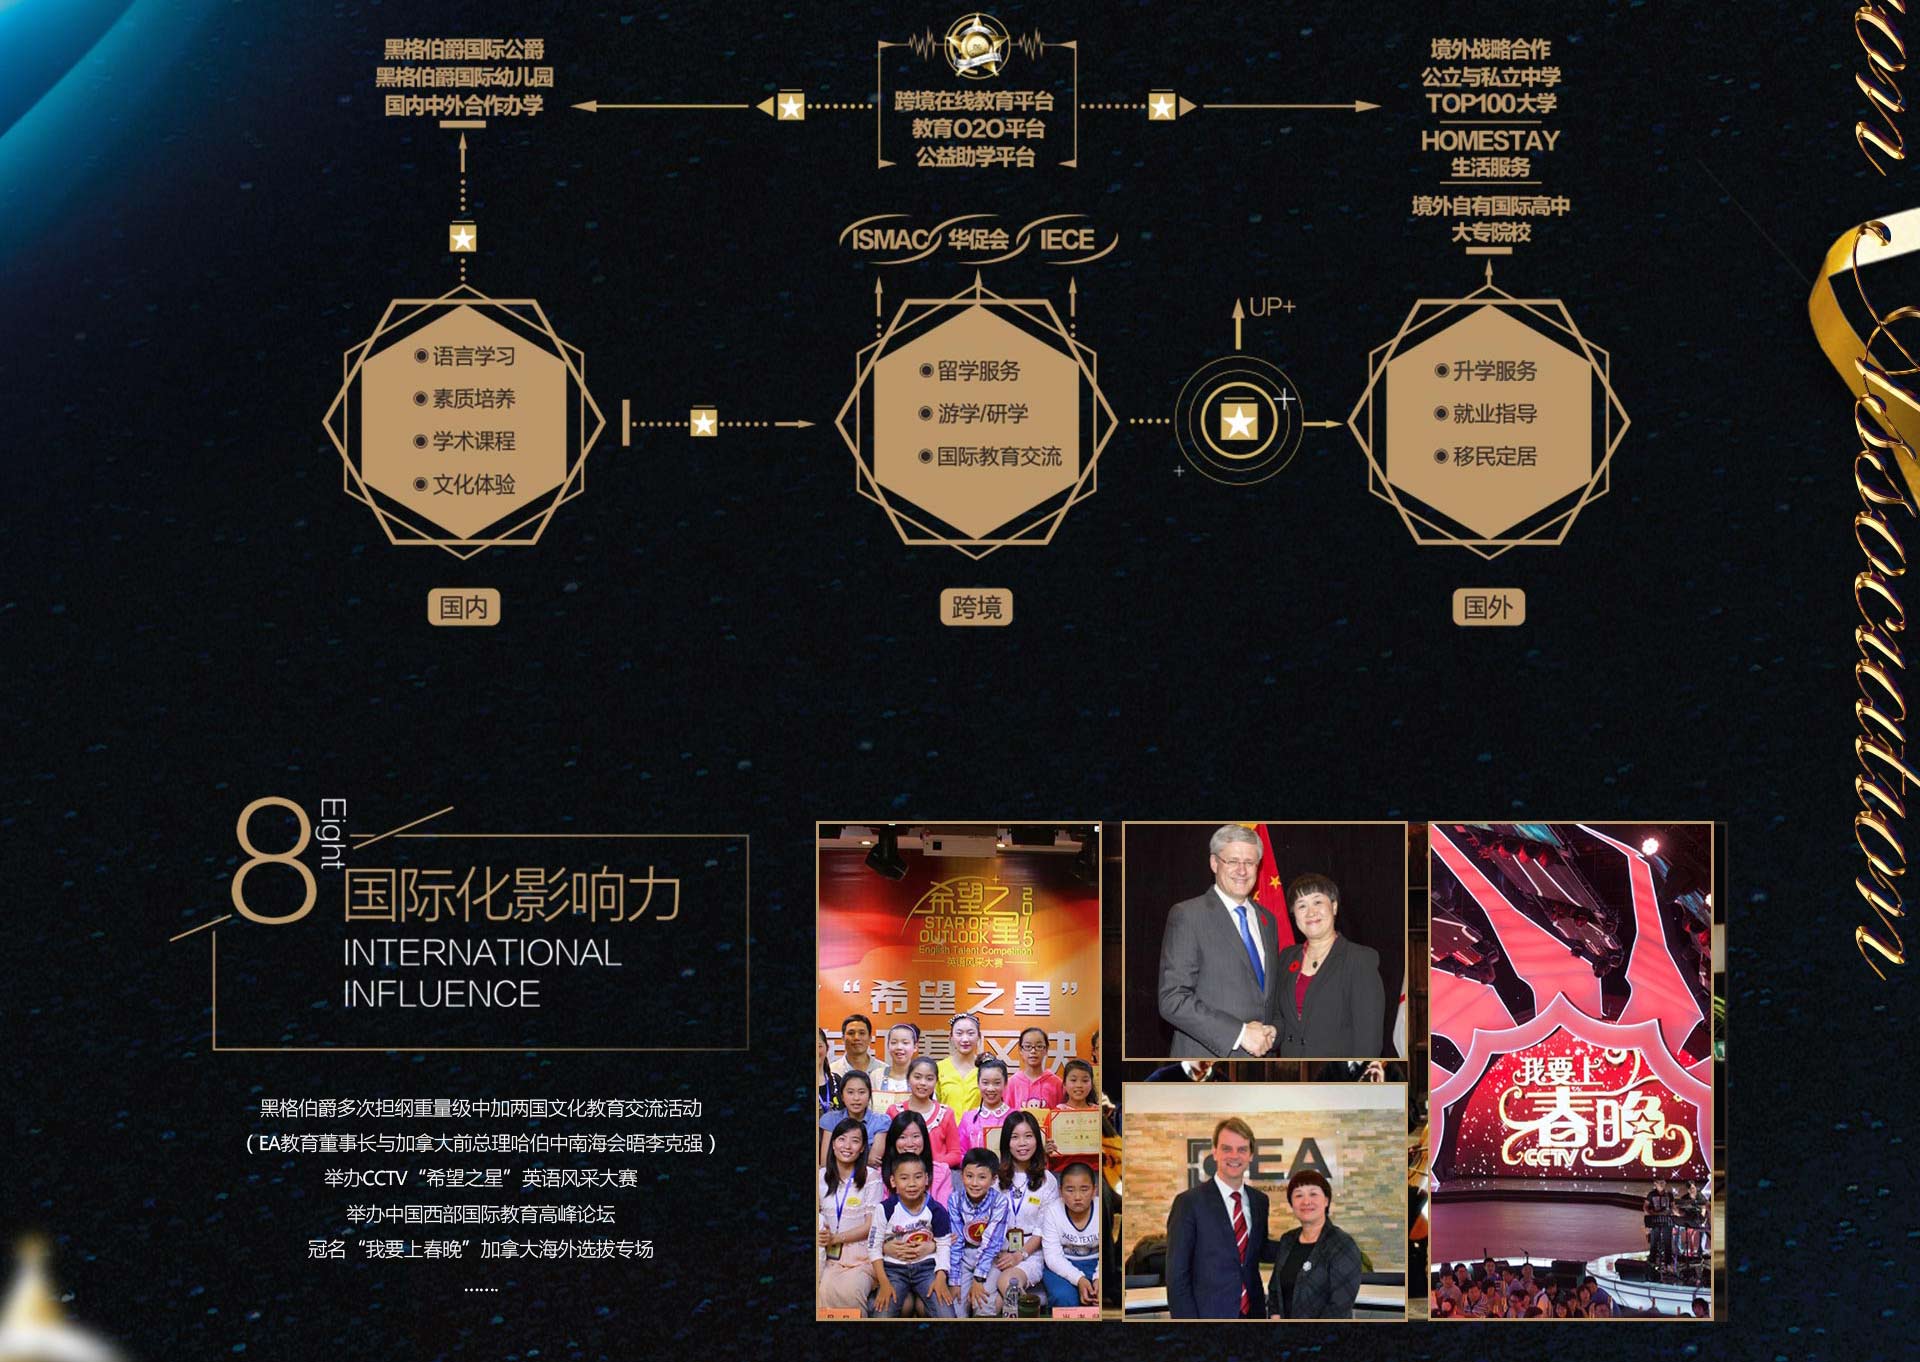 黑格伯爵国际公爵
黑格伯爵国际幼儿园
国内中外合作办学
跨境在线教育平台
教育O2O平台
公益助学平台
境外战略合作
公立与私立中学
TOP100大学
HOMESTAY
生活服务
境外自有国际高中
大专院校
ISMAC 华促会 IECE
UP+
语言学习
素质培养
学术课程
文化体验
留学服务
游学/研学
国际教育交流
升学服务
就业指导
移民定居
国内
跨境
国外
Association
8
Eight
国际化影响力
INTERNATIONAL
INFLUENCE
黑格伯爵多次担纲重量级中加两国文化教育交流活动
（EA教育董事长与加拿大前总理哈伯中南海会晤李克强）
举办CCTV“希望之星”英语风采大赛
举办中国西部国际教育高峰论坛
冠名“我要上春晚”加拿大海外选拔专场
......
希望之星
2015
STAR OF
OUTLOOK
English Talent Competition
英语风采大赛
“希望之星”
EA
我要上
春晚
CCTV